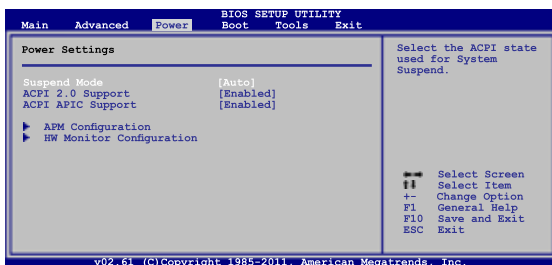 BIOS SETUP UTILITY
Main Advanced Power Boot Tools Exit
Power Settings
Suspend Mode [Auto]
ACPI 2.0 Support [Enabled]
ACPI APIC Support [Enabled]
APM Configuration
HW Monitor Configuration
Select the ACPI state
used for System
Suspend.
Select Screen
Select Item
+- Change Option
F1 General Help
F10 Save and Exit
ESC Exit
v02.61 (C)Copyright 1985-2011, American Megatrends, Inc.